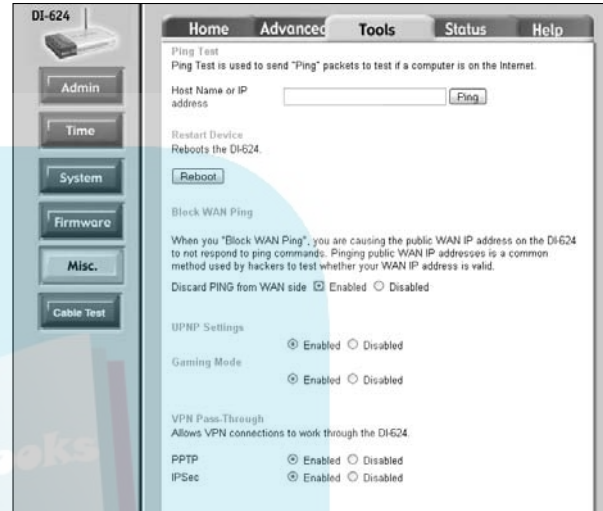 DI-624
Home Advanced Tools Status Help
Admin
Time
System
Firmware
Misc.
Cable Test
Ping Test
Ping Test is used to send "Ping" packets to test if a computer is on the Internet.
Host Name or IP
address
Ping
Restart Device
Reboots the DI-624.
Reboot
Block WAN Ping
When you "Block WAN Ping", you are causing the public WAN IP address on the DI-624
to not respond to ping commands. Pinging public WAN IP addresses is a common
method used by hackers to test whether your WAN IP address is valid.
Discard PING from WAN side Enabled Disabled
UPNP Settings
Enabled Disabled
Gaming Mode
Enabled Disabled
VPN Pass-Through
Allows VPN connections to work through the DI-624.
PPTP Enabled Disabled
IPSec Enabled Disabled